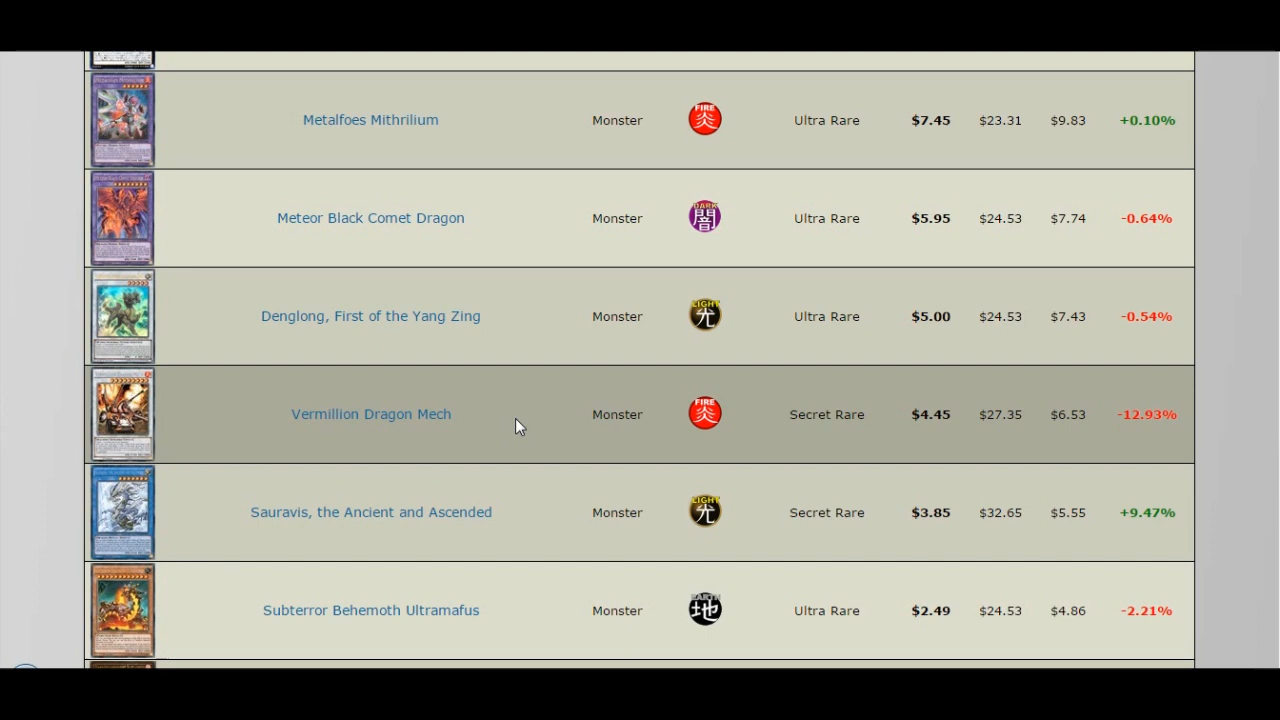 Metalfoes Mithrilium Monster FIRE 炎 Ultra Rare $7.45 $23.31 $9.83 +0.10%
Meteor Black Comet Dragon Monster DARK 闇 Ultra Rare $5.95 $24.53 $7.74 -0.64%
Denglong, First of the Yang Zing Monster LIGHT 光 Ultra Rare $5.00 $24.53 $7.43 -0.54%
Vermillion Dragon Mech Monster FIRE 炎 Secret Rare $4.45 $27.35 $6.53 -12.93%
Sauravis, the Ancient and Ascended Monster LIGHT 光 Secret Rare $3.85 $32.65 $5.55 +9.47%
Subterror Behemoth Ultramafus Monster EARTH 地 Ultra Rare $2.49 $24.53 $4.86 -2.21%